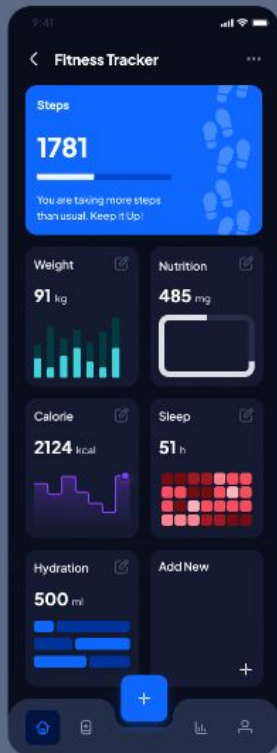 9:41
Fitness Tracker
Steps
1781
You are taking more steps
than usual. Keep it Up!
Weight
91 kg
Nutrition
485 mg
Calorie
2124 kcal
Sleep
51 h
Hydration
500 ml
Add New